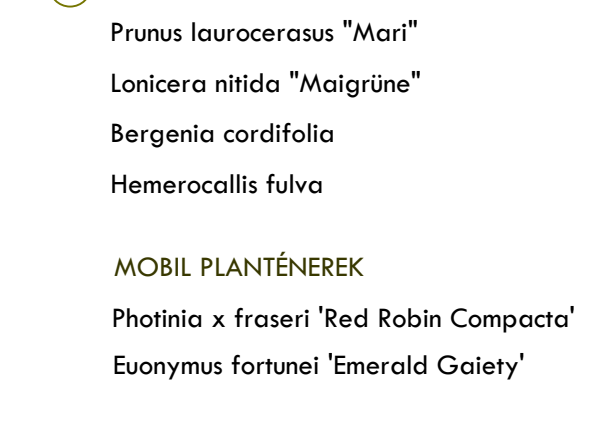 Prunus laurocerasus "Mari"
Lonicera nitida "Maigrüne"
Bergenia cordifolia
Hemerocallis fulva
MOBIL PLANTÉNEREK
Photinia x fraseri 'Red Robin Compacta'
Euonymus fortunei 'Emerald Gaiety'